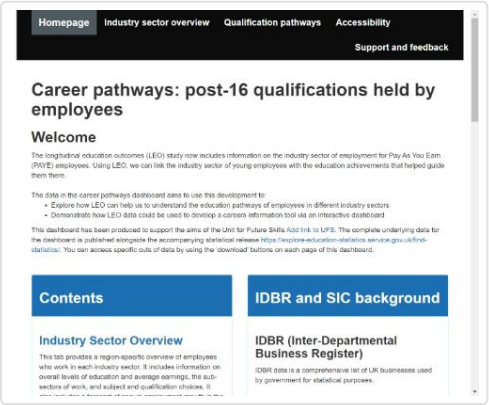 Homepage Industry sector overview Qualification pathways Accessibility
Support and feedback
Career pathways: post-16 qualifications held by
employees
Welcome
The longitudinal education outcomes (LEO) study now includes information on the industry sector of employment for Pay As You Earn
(PAYE) employees. Using LEO, we can link the industry sector of young employees with the education achievements that helped guide
them there.
The data in the career pathways dashboard aims to use this development to:
• Explore how LEO can help us to understand the education pathways of employees in different industry sectors
• Demonstrate how LEO data could be used to develop a careers information tool via an interactive dashboard
This dashboard has been produced to support the aims of the Unit for Future Skills Add link to UFS. The complete underlying data for
the dashboard is published alongside the accompanying statistical release https://explore-education-statistics.service.gov.uk/find-
statistics/. You can access specific cuts of data by using the 'download' buttons on each page of this dashboard.
Contents
Industry Sector Overview
This tab provides a region-specific overview of employees
who work in each industry sector. It includes information on
overall levels of education and average earnings, the sub-
sectors of work, and subject and qualification choices. It
also includes a forecast of annual employment growth in the
IDBR and SIC background
IDBR (Inter-Departmental
Business Register)
IDBR data is a comprehensive list of UK businesses used
by government for statistical purposes.